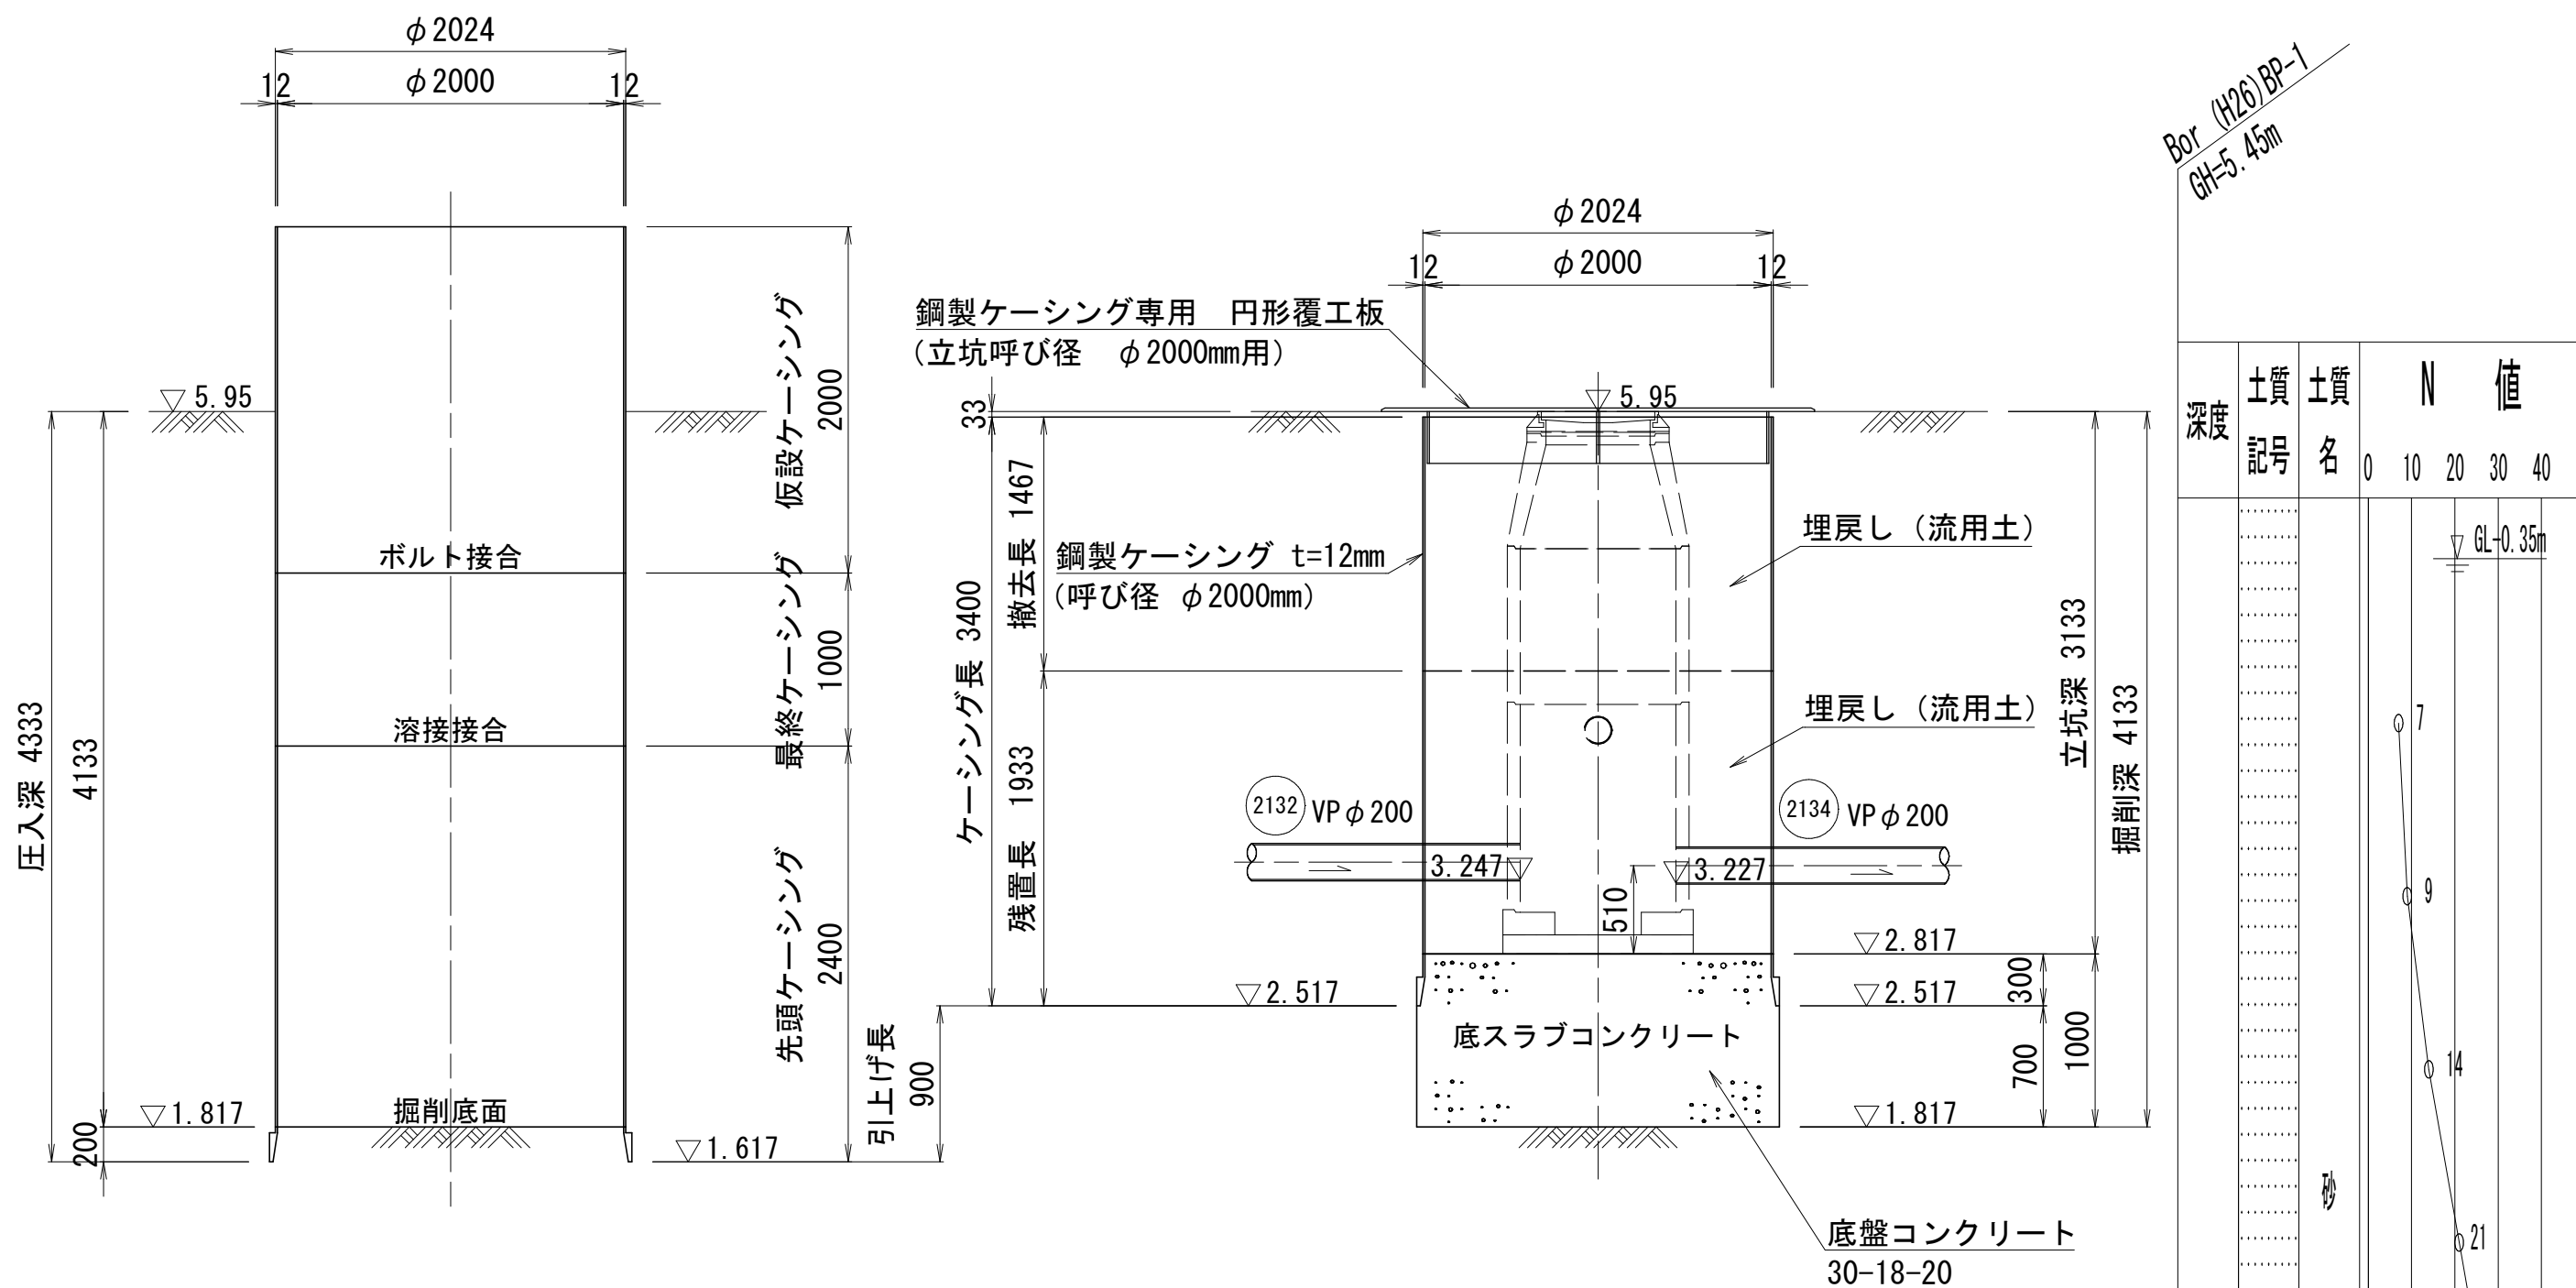 φ2024
12 φ2000 12
5.95
圧入深 4333
4133
200
1.817
ボルト接合
溶接接合
掘削底面
1.617
仮設ケーシング
2000
最終ケーシング
1000
先頭ケーシング
2400
引上げ長
900
φ2024
12 φ2000 12
鋼製ケーシング専用 円形覆工板
(立坑呼び径 φ2000mm用)
5.95
33
ケーシング長 3400
撤去長 1467
残置長 1933
鋼製ケーシング t=12mm
(呼び径 φ2000mm)
埋戻し (流用土)
埋戻し (流用土)
2132 VPφ200
2134 VPφ200
3.247
3.227
510
2.817
2.517
2.517
1.817
300
700
1000
立坑深 3133
掘削深 4133
底スラブコンクリート
底盤コンクリート
30-18-20
Bor (H26)BP-1
GH=5.45m
深度
土質
記号
土質
名
N 値
0 10 20 30 40
GL-0.35m
7
9
14
砂
21